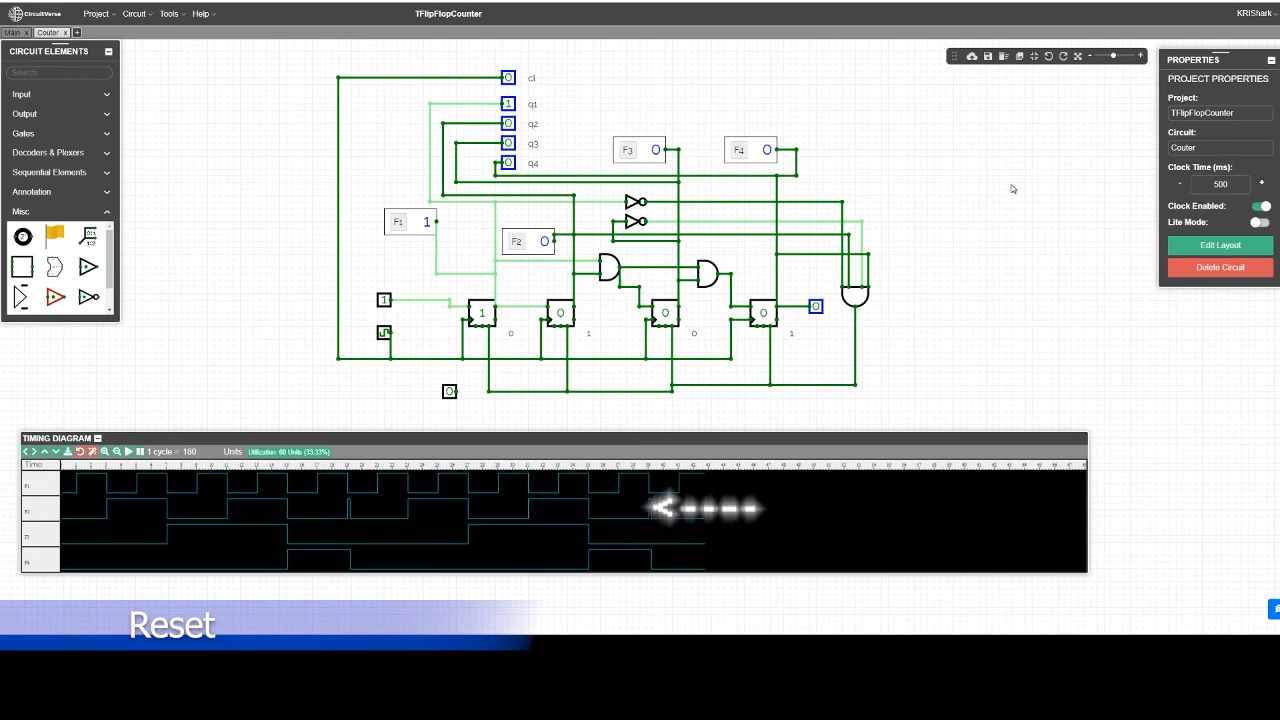 CircuitVerse Project Circuit Tools Help TFlipFlopCounter KRIShark
Main x Couter x +
CIRCUIT ELEMENTS
Search
Input
Output
Gates
Decoders & Plexers
Sequential Elements
Annotation
Misc
0 cl
1 q1
0 q2
0 q3
0 q4
F3 0 F4 0
F1 1
F2 0
1
1 0 0 0 0
0 1 0 1
0
PROPERTIES
PROJECT PROPERTIES
Project:
TFlipFlopCounter
Circuit:
Couter
Clock Time (ms):
- 500 +
Clock Enabled:
Lite Mode:
Edit Layout
Delete Circuit
TIMING DIAGRAM
1 cycle = 180 Units Utilization: 60 Units (33.33%)
Time
F1
F2
F3
F4
Reset